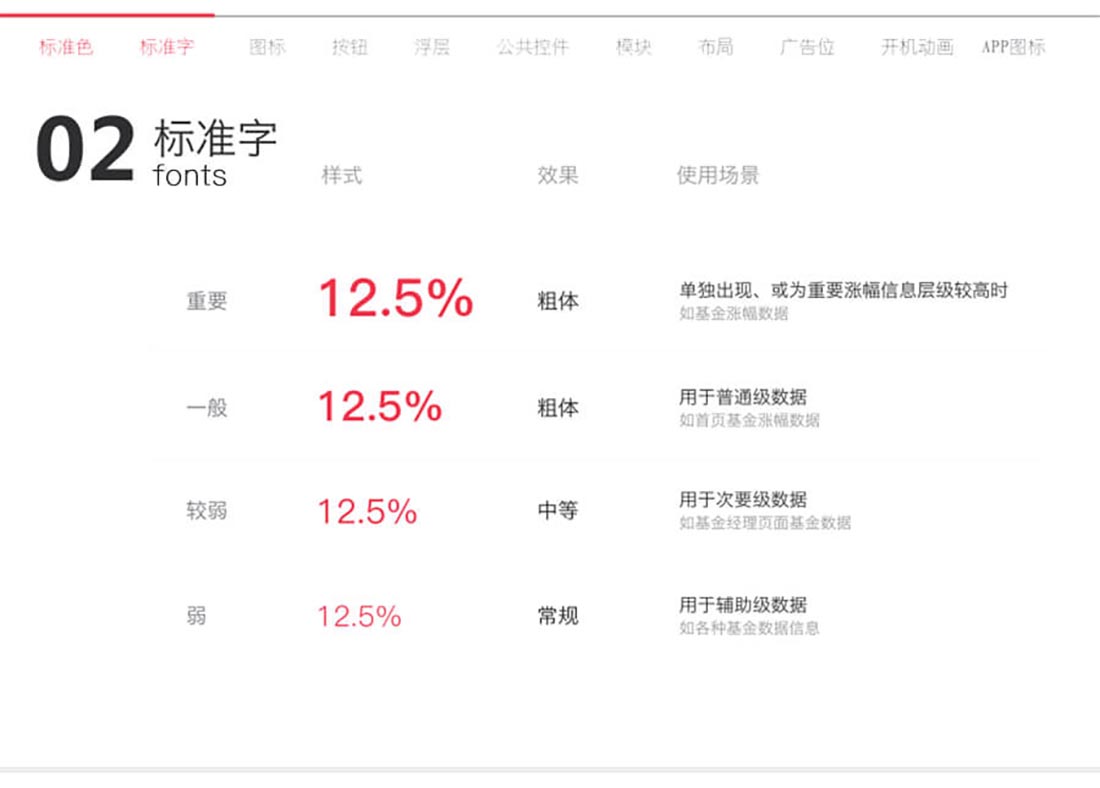 标准色 标准字 图标 按钮 浮层 公共控件 模块 布局 广告位 开机动画 APP图标
02 标准字
fonts
样式 效果 使用场景
重要 12.5% 粗体 单独出现、或为重要涨幅信息层级较高时
如基金涨幅数据
一般 12.5% 粗体 用于普通级数据
如首页基金涨幅数据
较弱 12.5% 中等 用于次要级数据
如基金经理页面基金数据
弱 12.5% 常规 用于辅助级数据
如各种基金数据信息